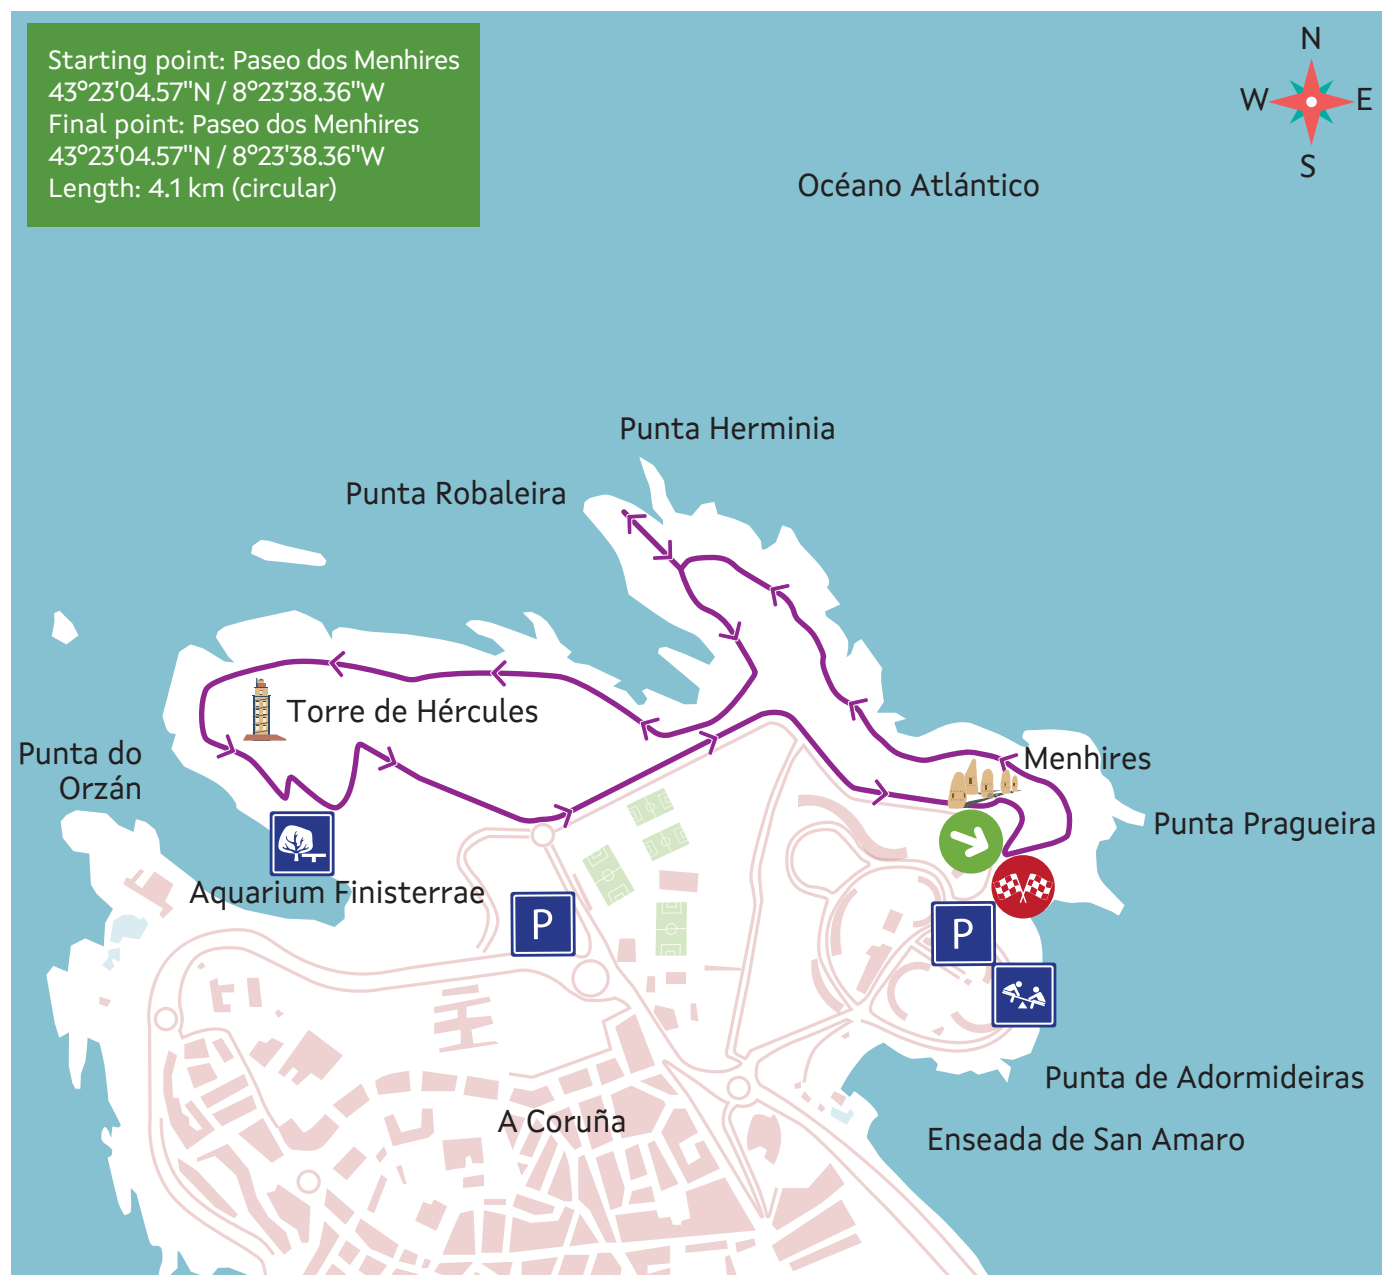 Starting point: Paseo dos Menhires
43°23'04.57"N / 8°23'38.36"W
Final point: Paseo dos Menhires
43°23'04.57"N / 8°23'38.36"W
Length: 4.1 km (circular)
N
W
E
S
Océano Atlántico
Punta Herminia
Punta Robaleira
Torre de Hércules
Punta do
Orzán
Menhires
Punta Pragueira
Aquarium Finisterrae
P
P
Punta de Adormideiras
A Coruña
Enseada de San Amaro